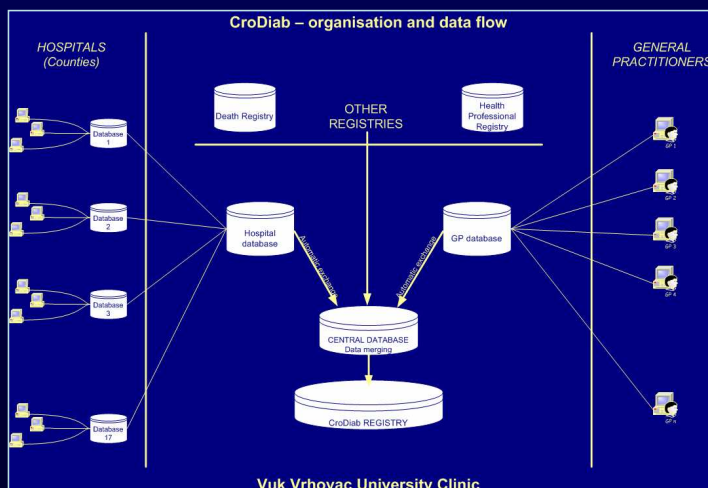 CroDiab – organisation and data flow
HOSPITALS
(Counties)
GENERAL
PRACTITIONERS
Death Registry
OTHER
REGISTRIES
Health
Professional
Registry
Database
1
Database
2
Database
3
Database
17
Hospital
database
GP database
Automatic exchange
Automatic exchange
CENTRAL DATABASE
Data merging
CroDiab REGISTRY
GP 1
GP 2
GP 3
GP 4
GP n
Vuk Vrhovac University Clinic